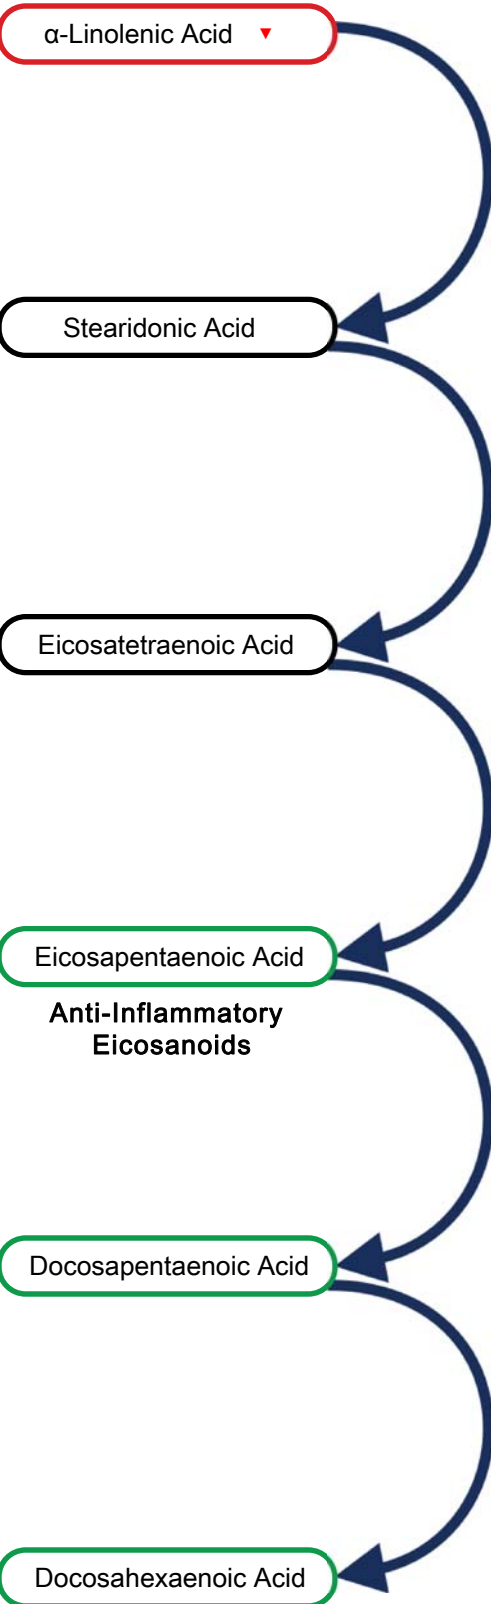 α-Linolenic Acid ▼
Stearidonic Acid
Eicosatetraenoic Acid
Eicosapentaenoic Acid
Anti-Inflammatory
Eicosanoids
Docosapentaenoic Acid
Docosahexaenoic Acid